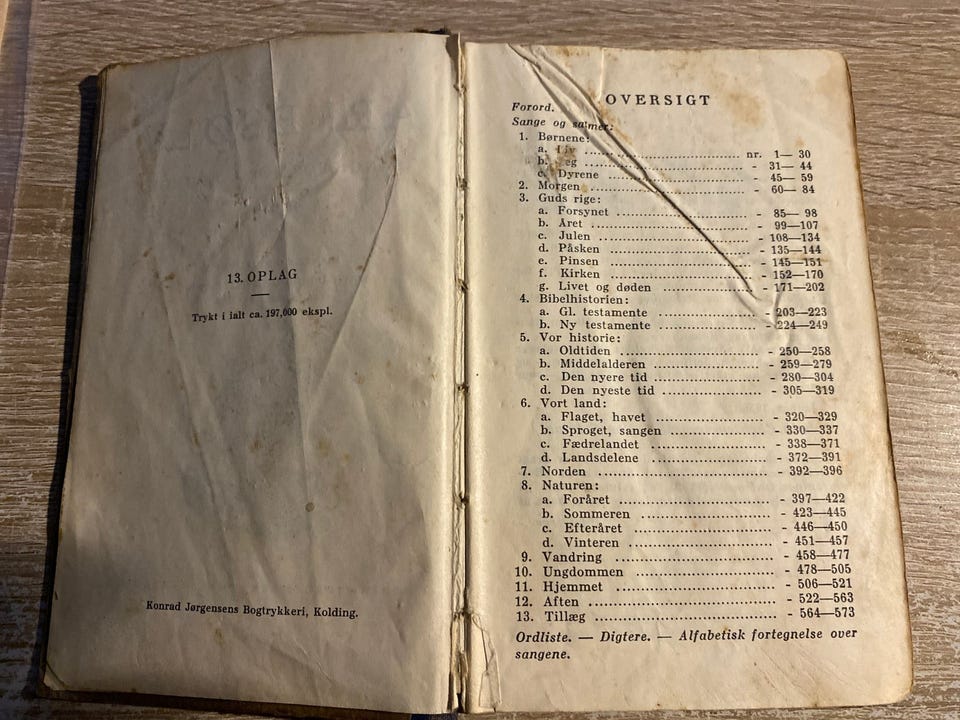 13. OPLAG
Trykt i ialt ca. 197,000 ekspl.
Konrad Jørgensens Bogtrykkeri, Kolding.
OVERSIGT
Forord.
Sange og salmer:
1. Børnene:
a. Liv ........ nr. 1— 30
b. Leg ........ - 31— 44
c. Dyrene ........ - 45— 59
2. Morgen ........ - 60— 84
3. Guds rige:
a. Forsynet ........ - 85— 98
b. Året ........ - 99—107
c. Julen ........ - 108—134
d. Påsken ........ - 135—144
e. Pinsen ........ - 145—151
f. Kirken ........ - 152—170
g. Livet og døden ........ - 171—202
4. Bibelhistorien:
a. Gl. testamente ........ - 203—223
b. Ny testamente ........ - 224—249
5. Vor historie:
a. Oldtiden ........ - 250—258
b. Middelalderen ........ - 259—279
c. Den nyere tid ........ - 280—304
d. Den nyeste tid ........ - 305—319
6. Vort land:
a. Flaget, havet ........ - 320—329
b. Sproget, sangen ........ - 330—337
c. Fædrelandet ........ - 338—371
d. Landsdelene ........ - 372—391
7. Norden ........ - 392—396
8. Naturen:
a. Foråret ........ - 397—422
b. Sommeren ........ - 423—445
c. Efteråret ........ - 446—450
d. Vinteren ........ - 451—457
9. Vandring ........ - 458—477
10. Ungdommen ........ - 478—505
11. Hjemmet ........ - 506—521
12. Aften ........ - 522—563
13. Tillæg ........ - 564—573
Ordliste. — Digtere. — Alfabetisk fortegnelse over
sangene.